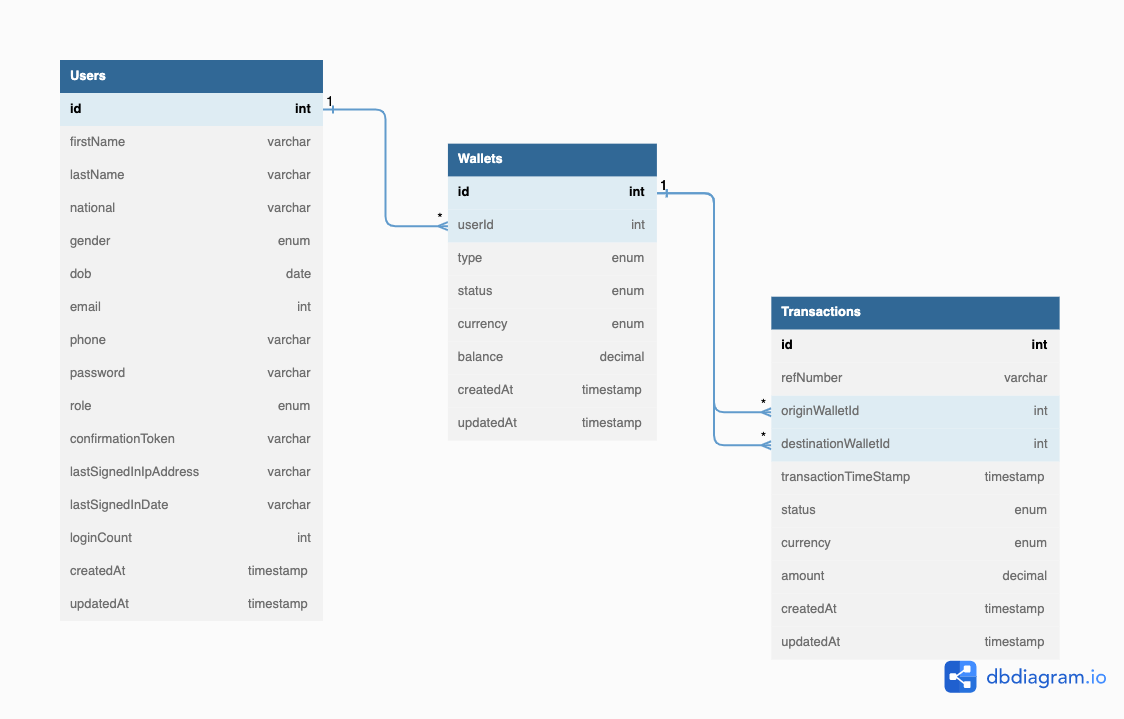 Users
id int
firstName varchar
lastName varchar
national varchar
gender enum
dob date
email int
phone varchar
password varchar
role enum
confirmationToken varchar
lastSignedInIpAddress varchar
lastSignedInDate varchar
loginCount int
createdAt timestamp
updatedAt timestamp
1
*
Wallets
id int
userId int
type enum
status enum
currency enum
balance decimal
createdAt timestamp
updatedAt timestamp
1
*
*
Transactions
id int
refNumber varchar
originWalletId int
destinationWalletId int
transactionTimeStamp timestamp
status enum
currency enum
amount decimal
createdAt timestamp
updatedAt timestamp
dbdiagram.io